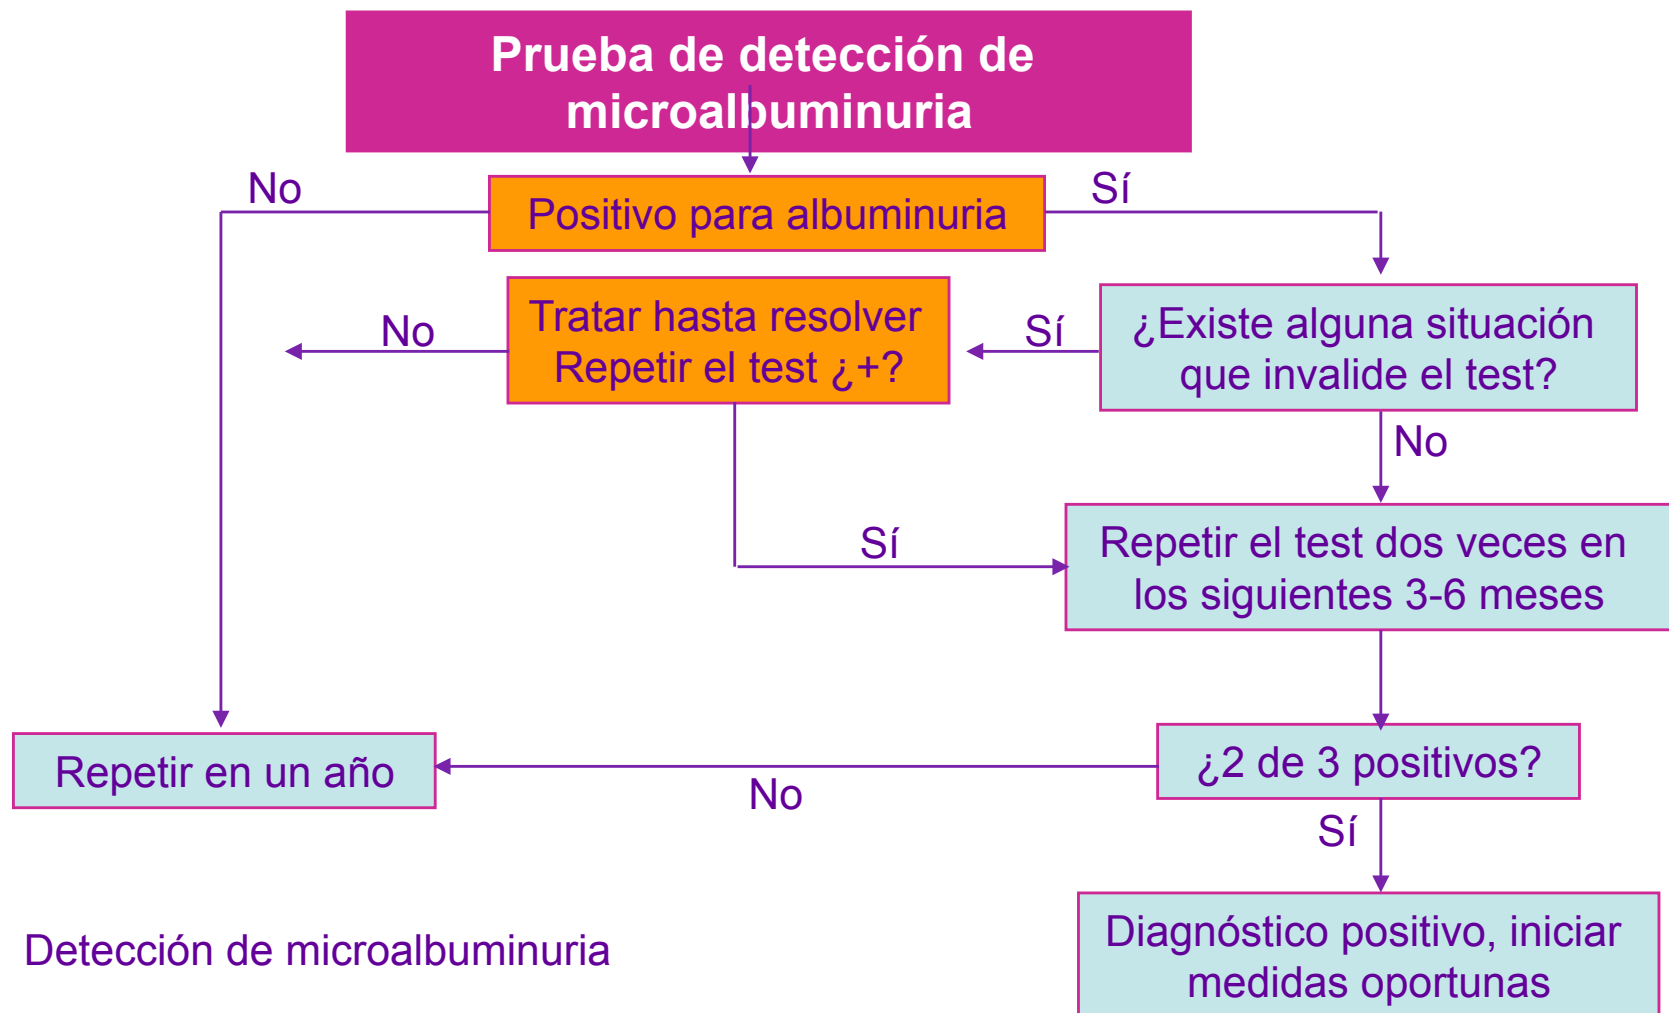 Prueba de detección de
microalbuminuria
No
Sí
Positivo para albuminuria
Tratar hasta resolver
Repetir el test ¿+?
No
Sí
¿Existe alguna situación
que invalide el test?
No
Sí
Repetir el test dos veces en
los siguientes 3-6 meses
Repetir en un año
No
¿2 de 3 positivos?
Sí
Detección de microalbuminuria
Diagnóstico positivo, iniciar
medidas oportunas